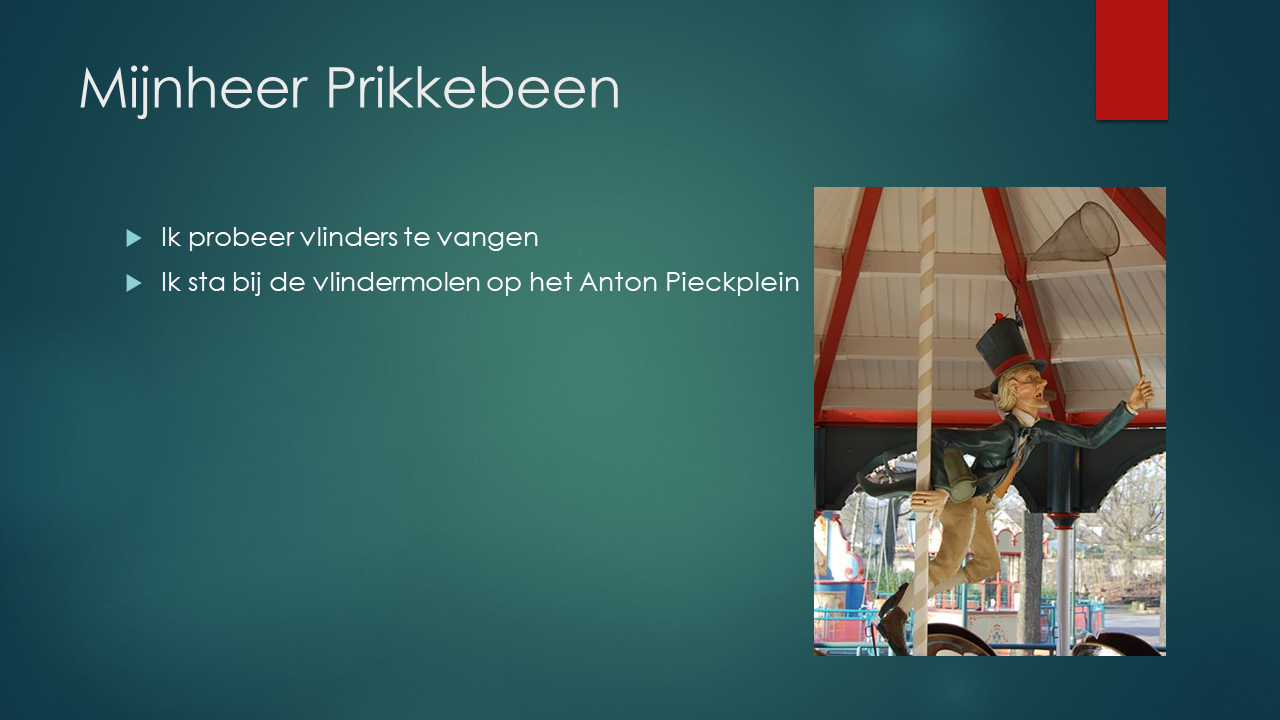 Mijnheer Prikkebeen
Ik probeer vlinders te vangen
Ik sta bij de vlindermolen op het Anton Pieckplein